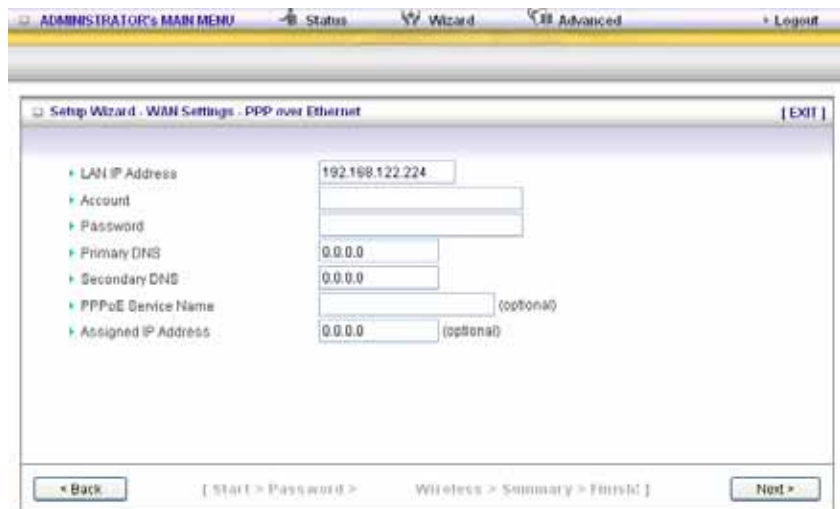 ADMINISTRATOR's MAIN MENU Status Wizard Advanced Logout
Setup Wizard - WAN Settings - PPP over Ethernet [ EXIT ]
LAN IP Address 192.168.122.224
Account
Password
Primary DNS 0.0.0.0
Secondary DNS 0.0.0.0
PPPoE Service Name (optional)
Assigned IP Address 0.0.0.0 (optional)
< Back [ Start > Password > Wireless > Summary > Finish! ] Next >